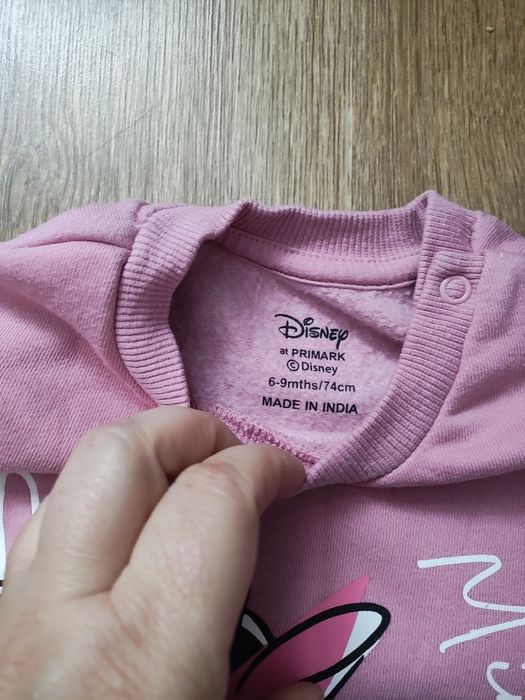 Disney
at PRIMARK
©Disney
6-9mths/74cm
MADE IN INDIA